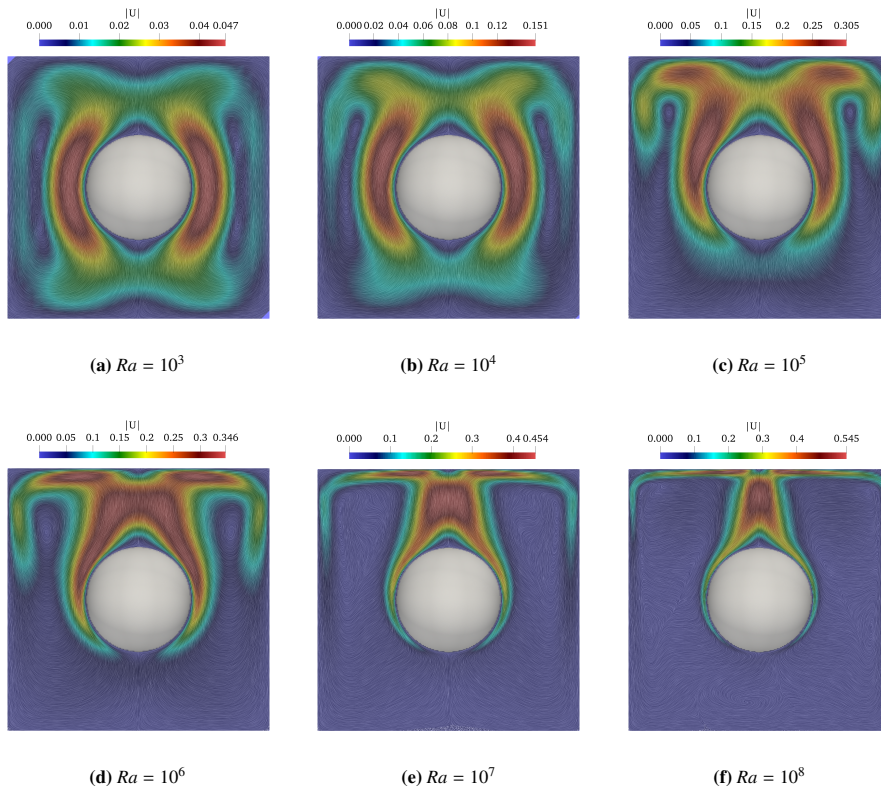 |U|
0.000 0.01 0.02 0.03 0.04 0.047
|U|
0.000 0.02 0.04 0.06 0.08 0.1 0.12 0.151
|U|
0.000 0.05 0.1 0.15 0.2 0.25 0.305
(a) Ra = 10³
(b) Ra = 10⁴
(c) Ra = 10⁵
|U|
0.000 0.05 0.1 0.15 0.2 0.25 0.3 0.346
|U|
0.000 0.1 0.2 0.3 0.4 0.454
|U|
0.000 0.1 0.2 0.3 0.4 0.545
(d) Ra = 10⁶
(e) Ra = 10⁷
(f) Ra = 10⁸